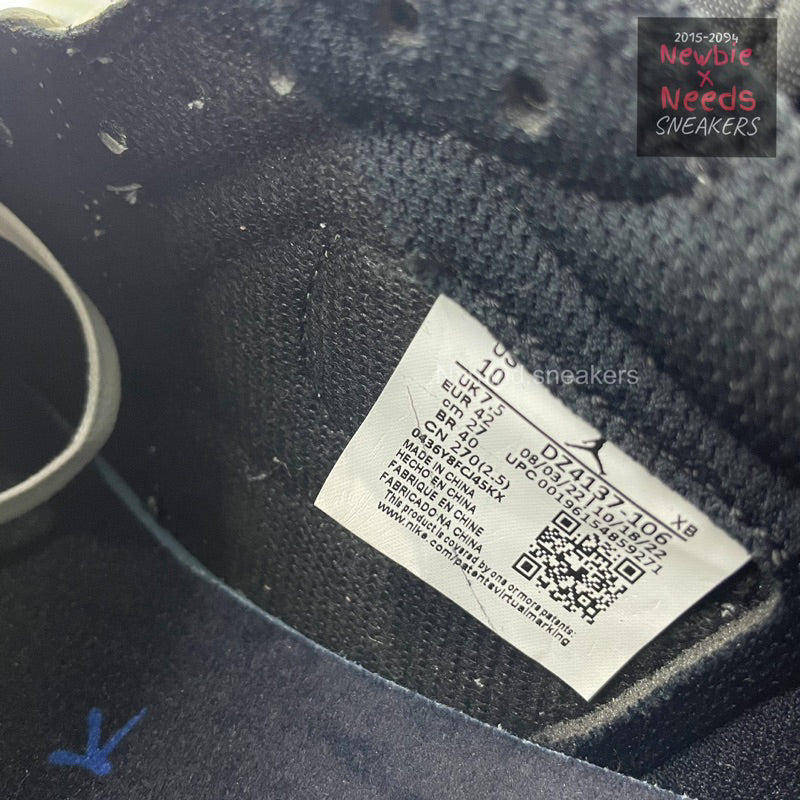 2015-2094
Newbie
x
Needs
SNEAKERS
US
10
UK 7.5
EUR 42
cm 27
BR 40
CN 270(2.5)
0436Y8FCJ45KX
MADE IN CHINA
HECHO EN CHINA
FABRIQUE EN CHINE
FABRICADO NA CHINA
This product is covered by one or more patents:
www.nike.com/patentsvirtualmarking
DZ4137-106
XB
08/03/22 10/18/22
UPC 00196154859271
sneakers